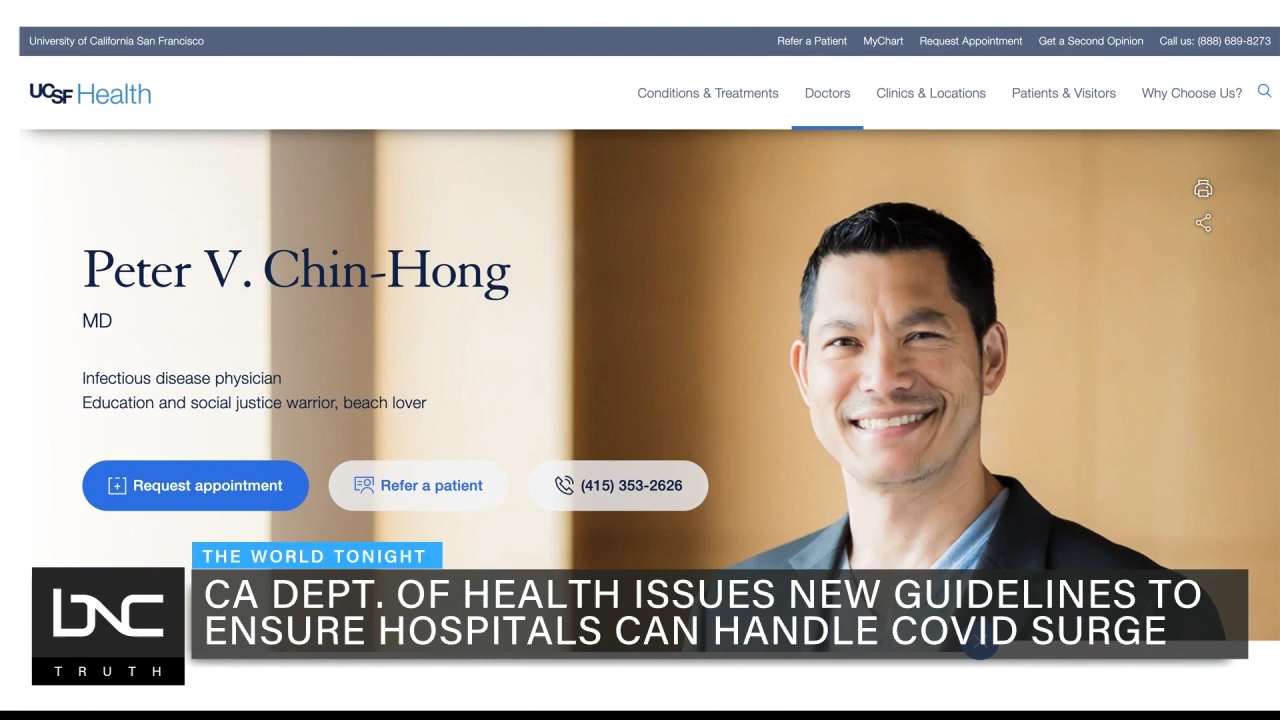 University of California San Francisco
Refer a Patient MyChart Request Appointment Get a Second Opinion Call us: (888) 689-8273
UCSF Health
Conditions & Treatments Doctors Clinics & Locations Patients & Visitors Why Choose Us?
Peter V. Chin-Hong
MD
Infectious disease physician
Education and social justice warrior, beach lover
Request appointment Refer a patient (415) 353-2626
THE WORLD TONIGHT
CA DEPT. OF HEALTH ISSUES NEW GUIDELINES TO
ENSURE HOSPITALS CAN HANDLE COVID SURGE
BNC
TRUTH